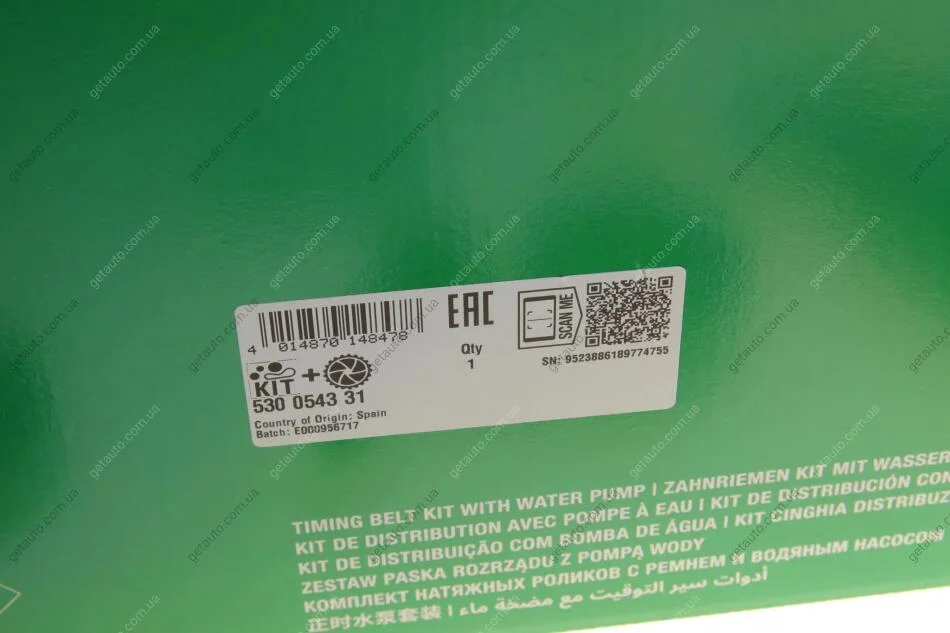 4 014870 148478
EAC
SCAN ME
Qty
1
SN: 9523886189774755
KIT +
530 0543 31
Country of Origin: Spain
Batch: E000956717
TIMING BELT KIT WITH WATER PUMP | ZAHNRIEMEN KIT MIT WASSER
KIT DE DISTRIBUTION AVEC POMPE À EAU | KIT DE DISTRIBUCIÓN CON
KIT DE DISTRIBUIÇÃO COM BOMBA DE ÁGUA | KIT CINGHIA DISTRIBUZ
ZESTAW PASKA ROZRZĄDU Z POMPĄ WODY
КОМПЛЕКТ НАТЯЖНЫХ РОЛИКОВ С РЕМНЕМ И ВОДЯНЫМ НАСОСОМ
正时水泵套装 | أدوات سير التوقيت مع مضخة ماء
getauto.com.ua